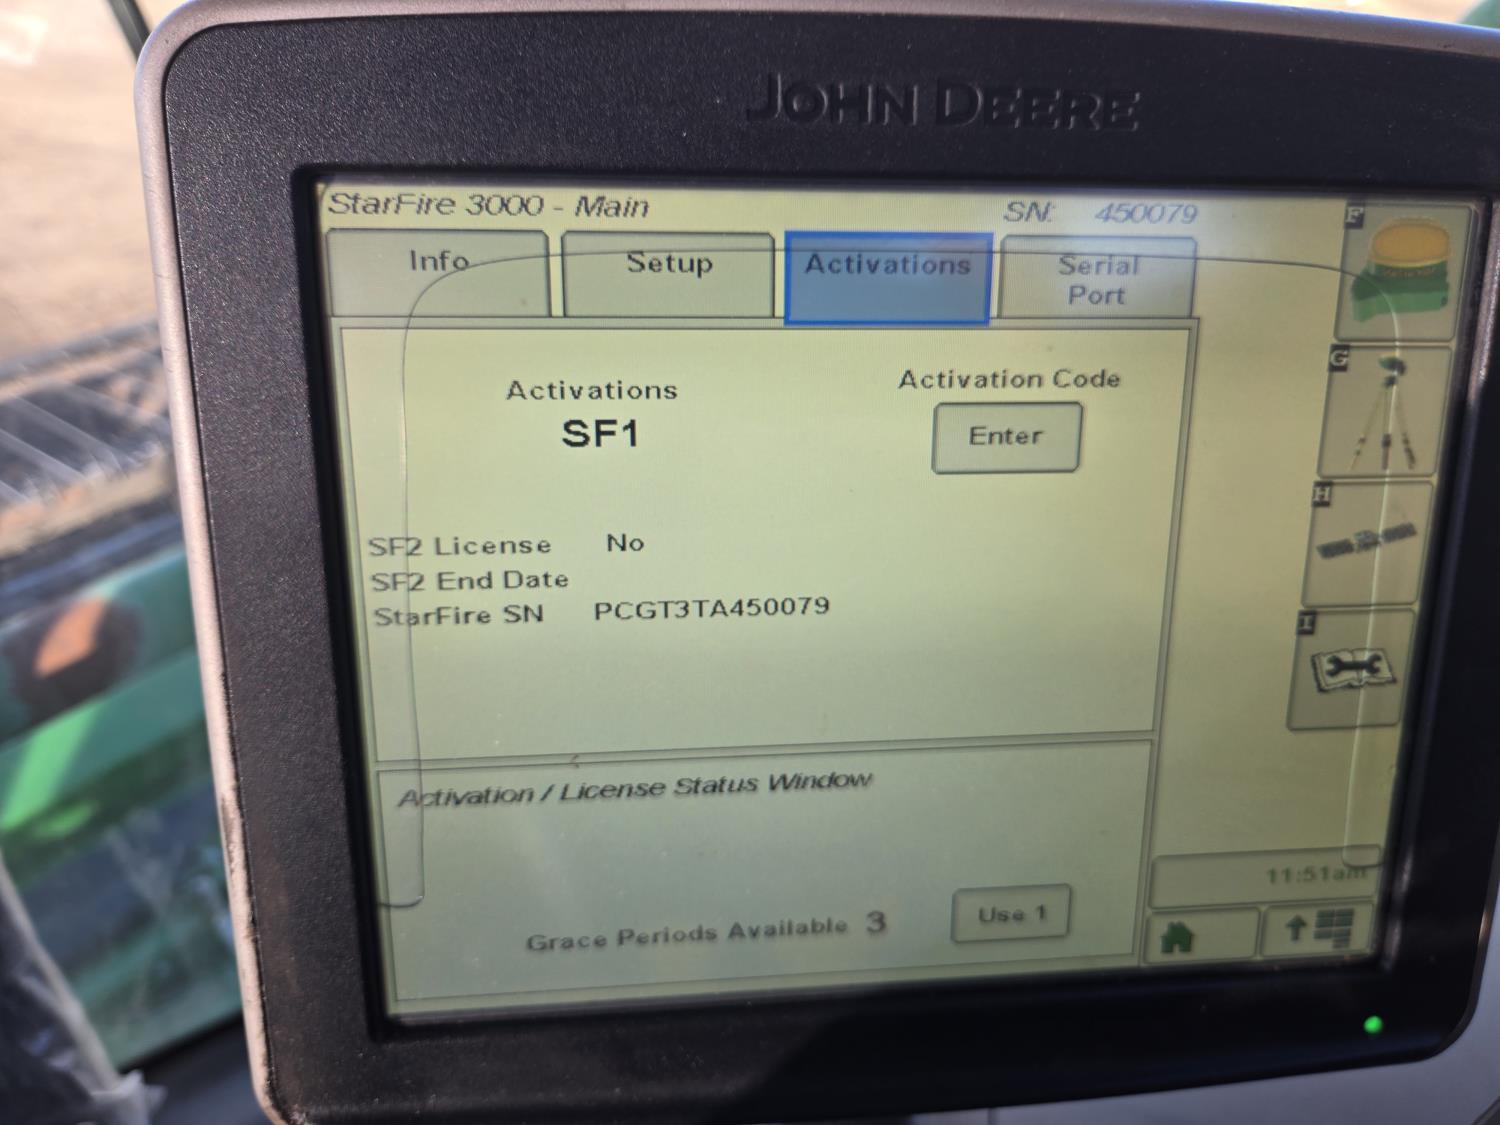 JOHN DEERE
StarFire 3000 - Main SN: 450079
Info Setup Activations Serial Port
F
Activations Activation Code
SF1 Enter
G
SF2 License No
H
SF2 End Date
StarFire SN PCGT3TA450079
I
Activation / License Status Window
11:51am
Grace Periods Available 3 Use 1